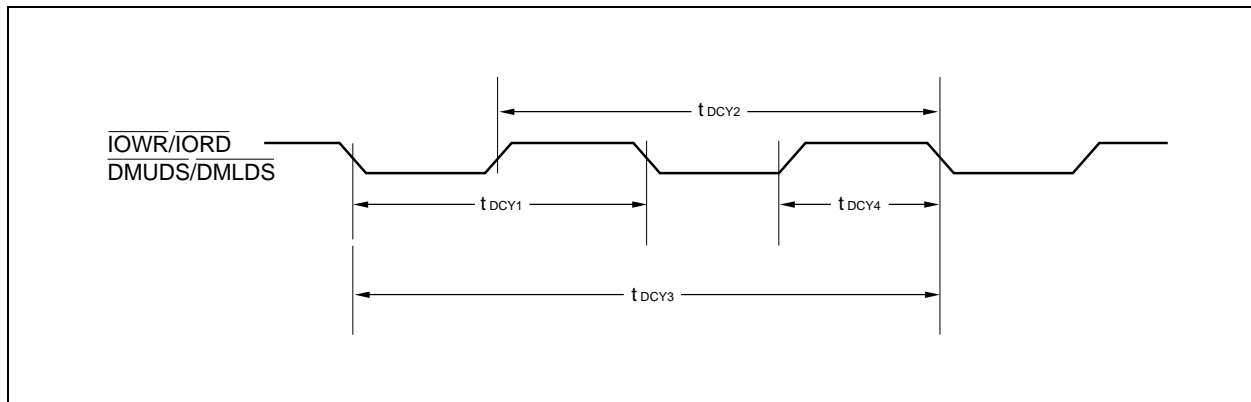 t DCY2
IOWR/IORD
DMUDS/DMLDS
t DCY1
t DCY4
t DCY3